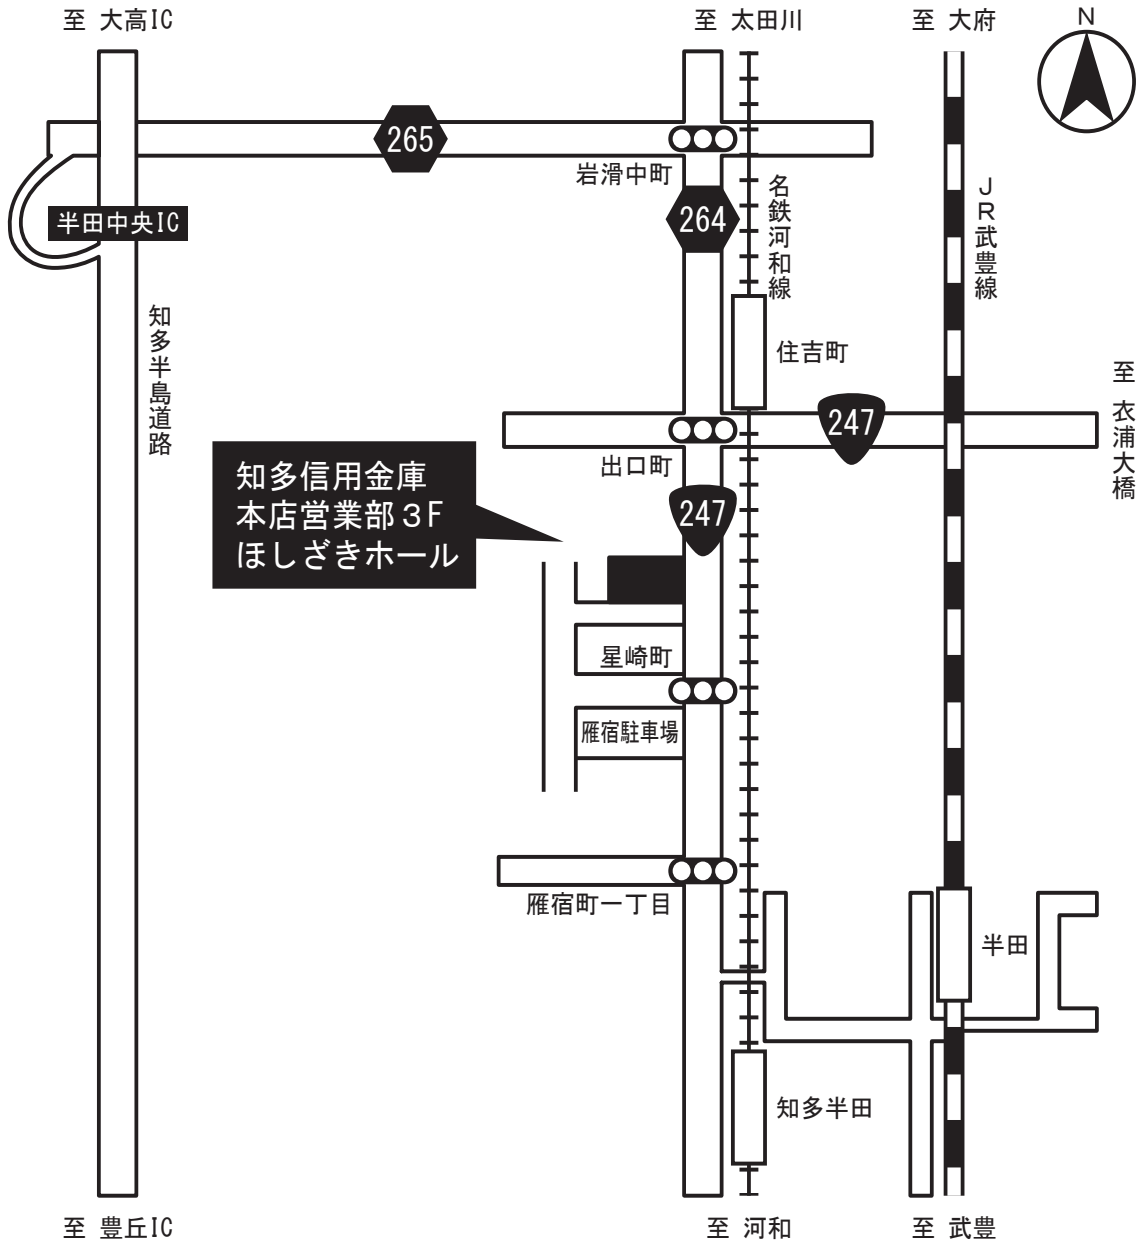 至 大高IC
至 太田川
至 大府
N
265
岩滑中町
264
名鉄河和線
JR武豊線
半田中央IC
知多半島道路
住吉町
至 衣浦大橋
247
出口町
247
知多信用金庫
本店営業部3F
ほしざきホール
星崎町
雁宿駐車場
雁宿町一丁目
半田
知多半田
至 豊丘IC
至 河和
至 武豊